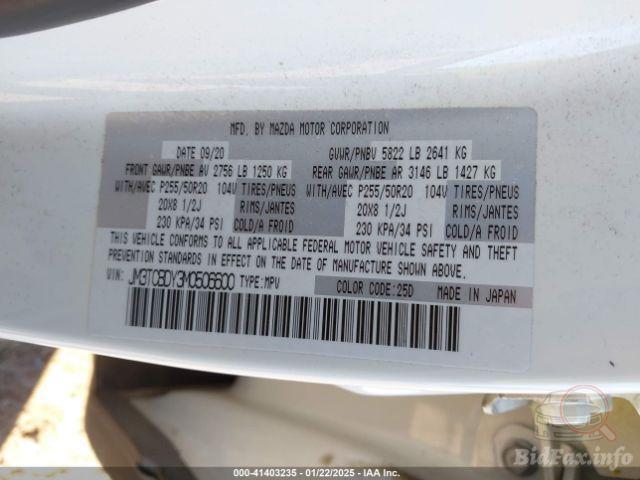 MFD. BY MAZDA MOTOR CORPORATION
DATE 09/20 GVWR/PNBV 5822 LB 2641 KG
FRONT GAWR/PNBE AV 2756 LB 1250 KG REAR GAWR/PNBE AR 3146 LB 1427 KG
WITH/AVEC P255/50R20 104V TIRES/PNEUS WITH/AVEC P255/50R20 104V TIRES/PNEUS
20X8 1/2J RIMS/JANTES 20X8 1/2J RIMS/JANTES
230 KPA/34 PSI COLD/A FROID 230 KPA/34 PSI COLD/A FROID
THIS VEHICLE CONFORMS TO ALL APPLICABLE FEDERAL MOTOR VEHICLE SAFETY AND THEFT
PREVENTION STANDARDS IN EFFECT ON THE DATE OF MANUFACTURE SHOWN ABOVE.
VIN: JM3TCBDY3M0506600 TYPE:MPV COLOR CODE:25D MADE IN JAPAN
000-41403235 - 01/22/2025 - IAA Inc.
BidFax.info